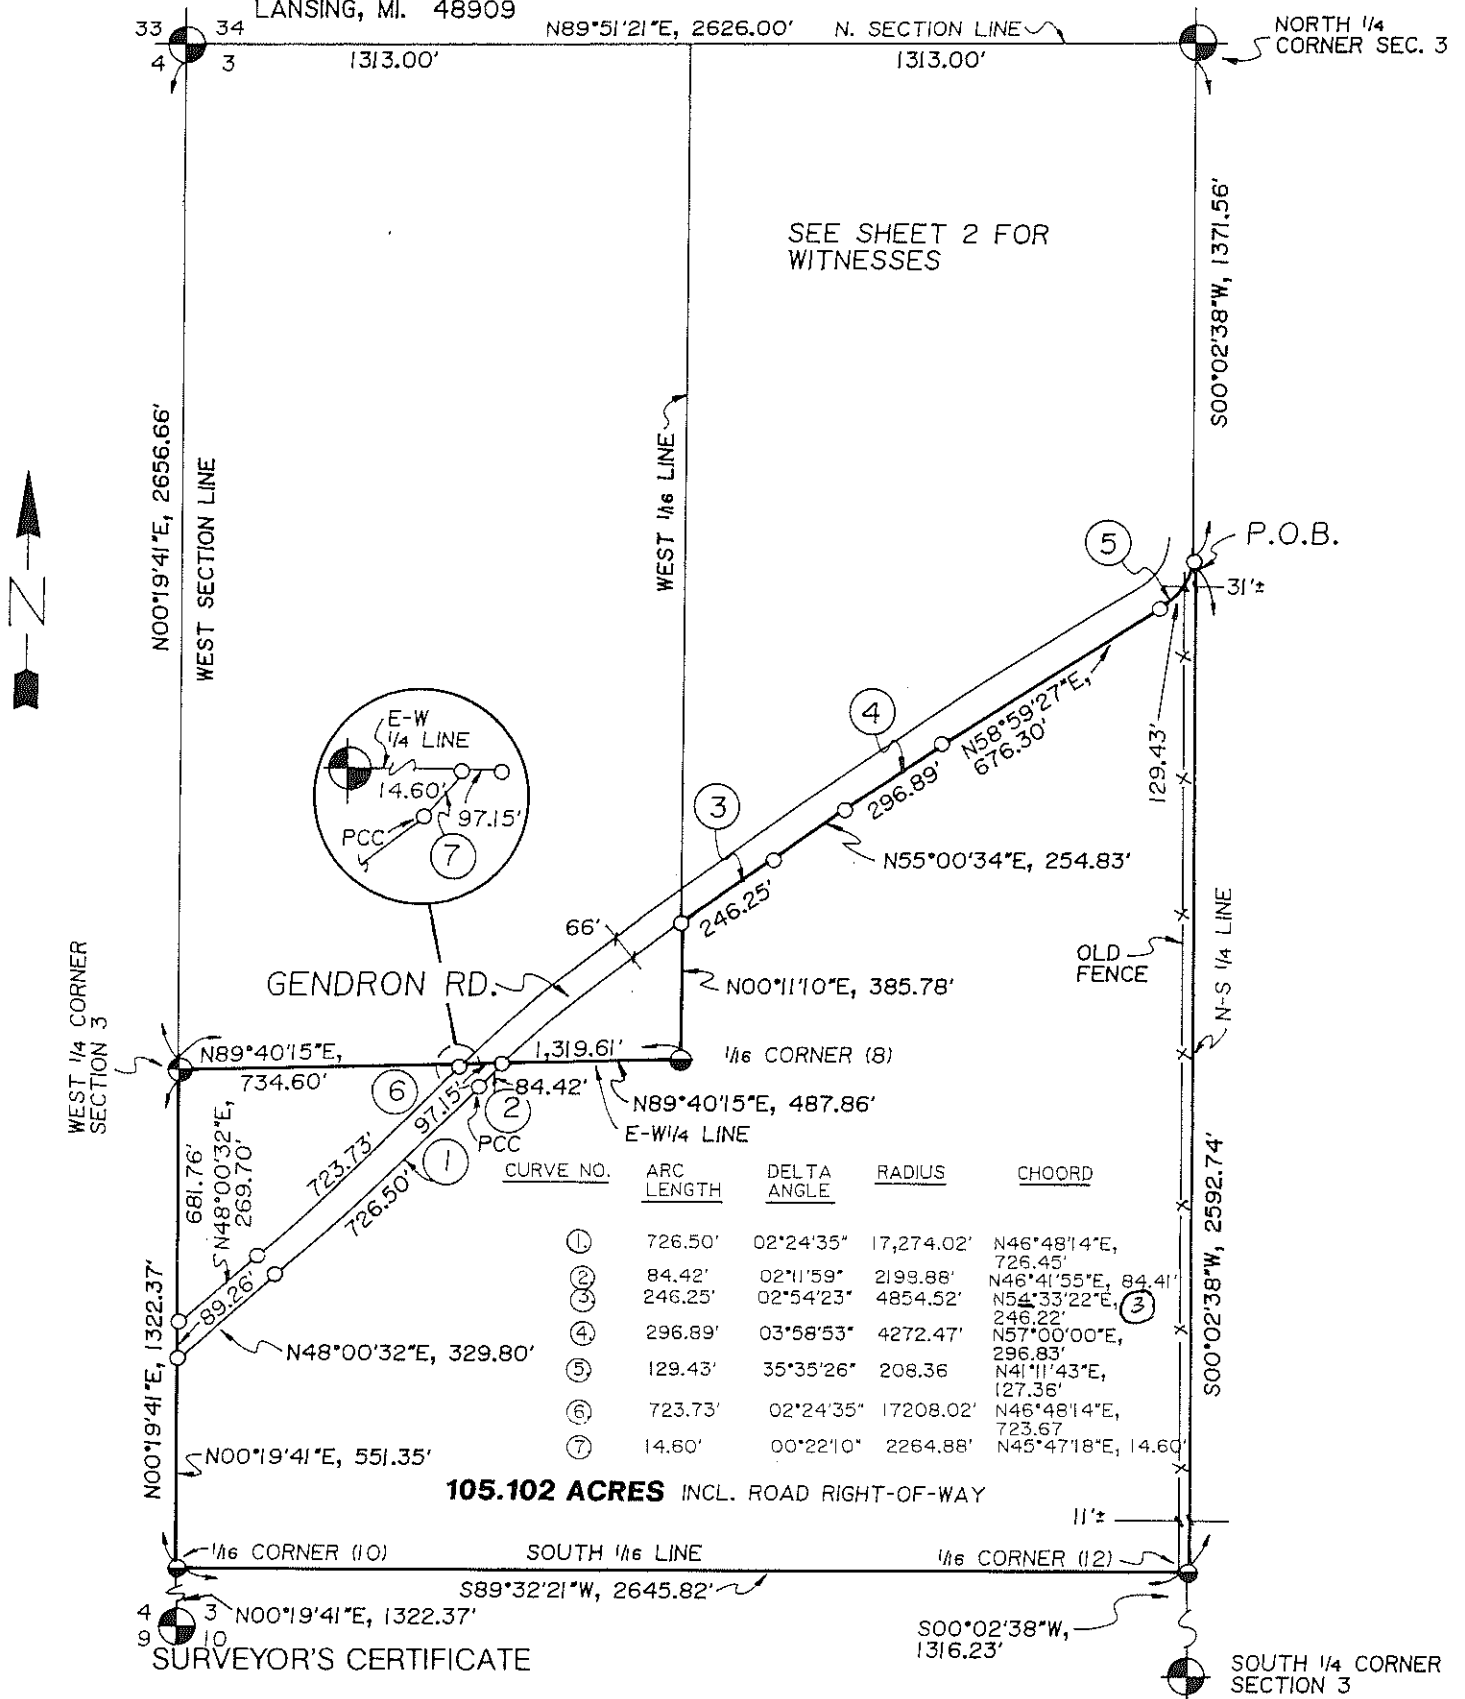 LANSING, MI. 48909
33 34
4 3
N89°51'21"E, 2626.00' N. SECTION LINE
1313.00' 1313.00'
NORTH 1/4
CORNER SEC. 3
SEE SHEET 2 FOR
WITNESSES
S00°02'38"W, 1371.56'
N00°19'41"E, 2656.66'
WEST SECTION LINE
WEST 1/16 LINE
N
5
P.O.B.
31'±
E-W
1/4 LINE
14.60'
97.15'
PCC
7
4
N58°59'27"E,
676.30'
129.43'
296.89'
3
N55°00'34"E, 254.83'
246.25'
66'
OLD
FENCE
N-S 1/4 LINE
GENDRON RD.
N00°11'10"E, 385.78'
WEST 1/4 CORNER
SECTION 3
N89°40'15"E,
734.60'
1,319.61'
1/16 CORNER (8)
6
97.15'
84.42'
2
N89°40'15"E, 487.86'
E-W1/4 LINE
PCC
1
723.73'
726.50'
681.76'
N48°00'32"E,
269.70'
89.26'
N48°00'32"E, 329.80'
N00°19'41"E, 1322.37'
N00°19'41"E, 551.35'
S00°02'38"W, 2592.74'
CURVE NO. ARC LENGTH DELTA ANGLE RADIUS CHOORD
1. 726.50' 02°24'35" 17,274.02' N46°48'14"E,
726.45'
2 84.42' 02°11'59" 2198.88' N46°41'55"E, 84.41'
3 246.25' 02°54'23" 4854.52' N54°33'22"E, 3
246.22'
4 296.89' 03°58'53" 4272.47' N57°00'00"E,
296.83'
5 129.43' 35°35'26" 208.36 N41°11'43"E,
127.36'
6 723.73' 02°24'35" 17208.02' N46°48'14"E,
723.67
7 14.60' 00°22'10" 2264.88' N45°47'18"E, 14.60'
105.102 ACRES INCL. ROAD RIGHT-OF-WAY
11'±
1/16 CORNER (10) SOUTH 1/16 LINE 1/16 CORNER (12)
S89°32'21"W, 2645.82'
4 3
9 10
N00°19'41"E, 1322.37'
S00°02'38"W,
1316.23'
SURVEYOR'S CERTIFICATE
SOUTH 1/4 CORNER
SECTION 3